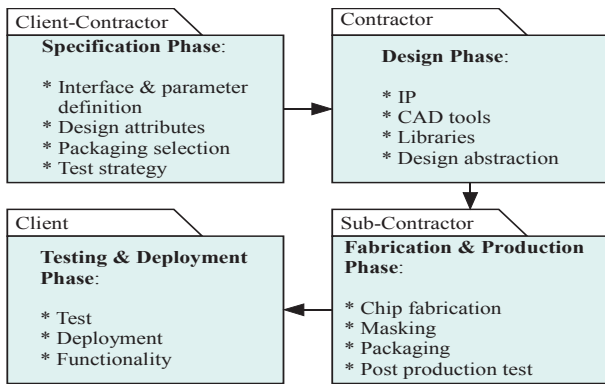 Client-Contractor
Specification Phase:
* Interface & parameter
definition
* Design attributes
* Packaging selection
* Test strategy
Contractor
Design Phase:
* IP
* CAD tools
* Libraries
* Design abstraction
Client
Testing & Deployment
Phase:
* Test
* Deployment
* Functionality
Sub-Contractor
Fabrication & Production
Phase:
* Chip fabrication
* Masking
* Packaging
* Post production test